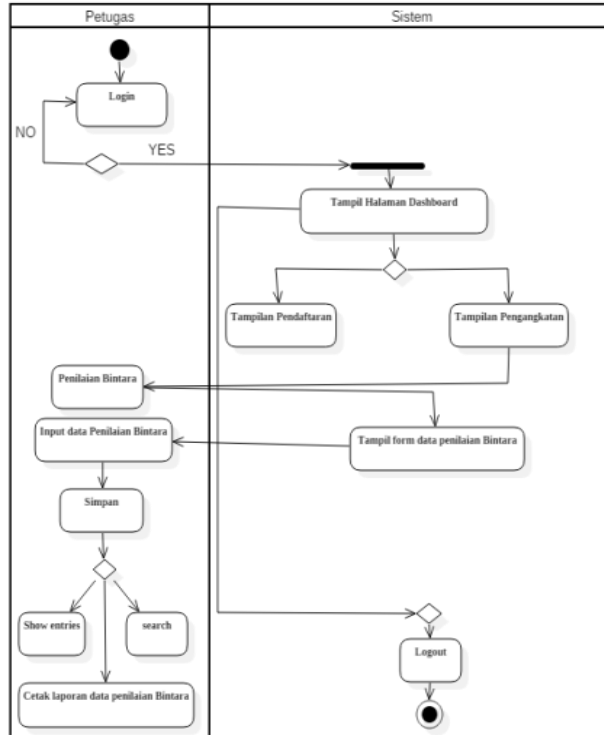 Petugas
Sistem
Login
NO
YES
Tampil Halaman Dashboard
Tampilan Pendaftaran
Tampilan Pengangkatan
Penilaian Bintara
Input data Penilaian Bintara
Tampil form data penilaian Bintara
Simpan
Show entries
search
Logout
Cetak laporan data penilaian Bintara